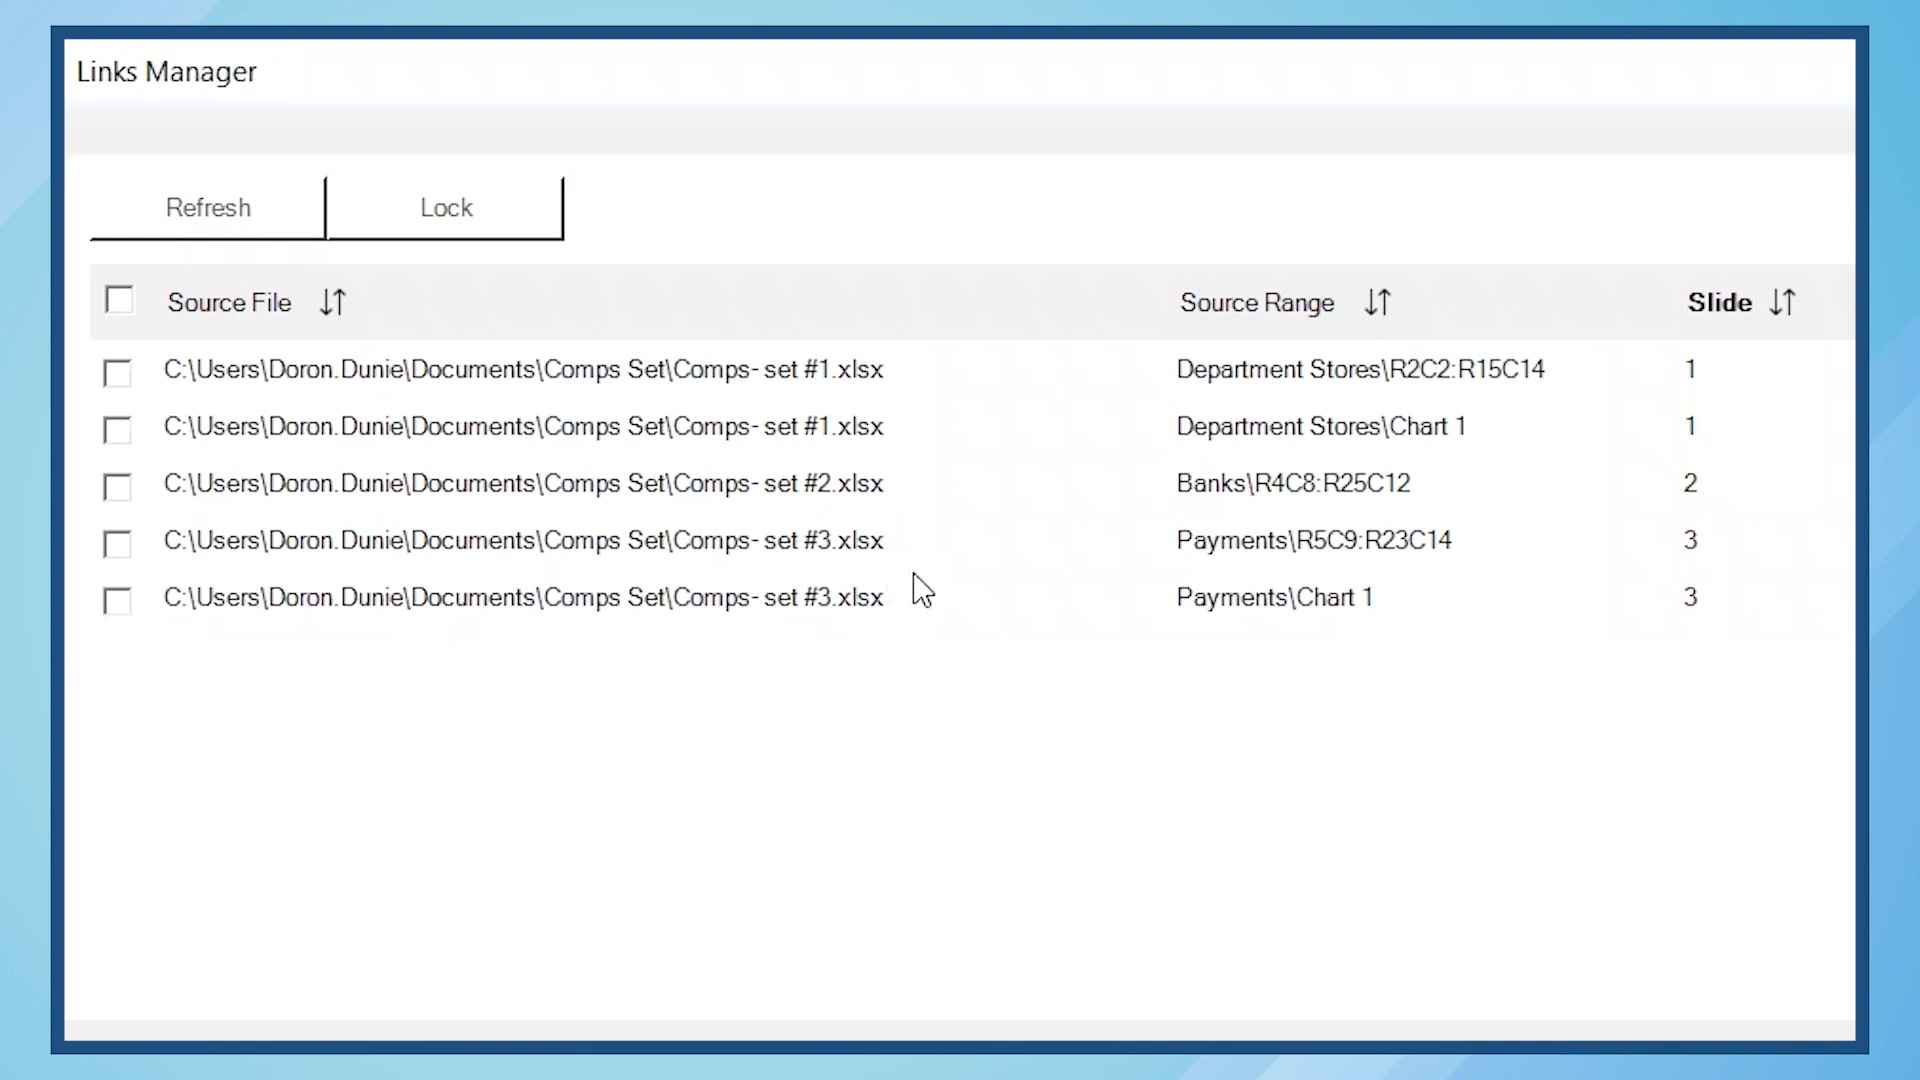 Links Manager
Refresh Lock
Source File Source Range Slide
C:\Users\Doron.Dunie\Documents\Comps Set\Comps- set #1.xlsx Department Stores\R2C2:R15C14 1
C:\Users\Doron.Dunie\Documents\Comps Set\Comps- set #1.xlsx Department Stores\Chart 1 1
C:\Users\Doron.Dunie\Documents\Comps Set\Comps- set #2.xlsx Banks\R4C8:R25C12 2
C:\Users\Doron.Dunie\Documents\Comps Set\Comps- set #3.xlsx Payments\R5C9:R23C14 3
C:\Users\Doron.Dunie\Documents\Comps Set\Comps- set #3.xlsx Payments\Chart 1 3